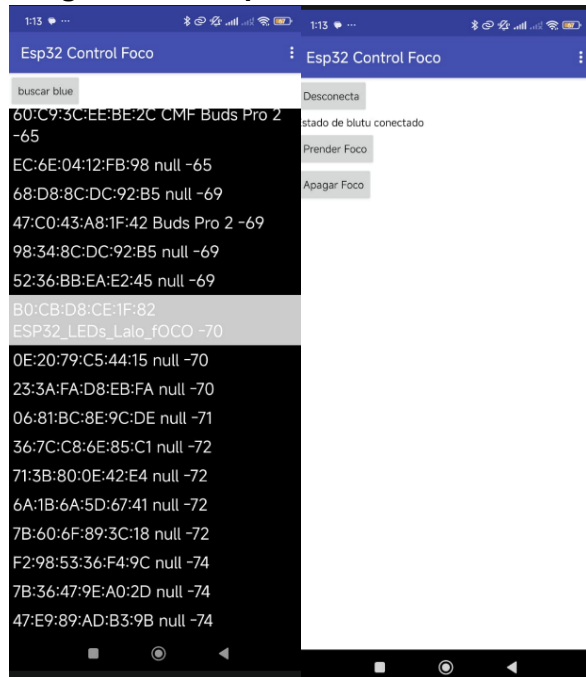 1:13
Esp32 Control Foco
buscar blue
60:C9:3C:EE:BE:2C CMF Buds Pro 2
-65
EC:6E:04:12:FB:98 null -65
68:D8:8C:DC:92:B5 null -69
47:C0:43:A8:1F:42 Buds Pro 2 -69
98:34:8C:DC:92:B5 null -69
52:36:BB:EA:E2:45 null -69
B0:CB:D8:CE:1F:82
ESP32_LEDs_Lalo_fOCO -70
0E:20:79:C5:44:15 null -70
23:3A:FA:D8:EB:FA null -70
06:81:BC:8E:9C:DE null -71
36:7C:C8:6E:85:C1 null -72
71:3B:80:0E:42:E4 null -72
6A:1B:6A:5D:67:41 null -72
7B:60:6F:89:3C:18 null -72
F2:98:53:36:F4:9C null -74
7B:36:47:9E:A0:2D null -74
47:E9:89:AD:B3:9B null -74
1:13
Esp32 Control Foco
Desconecta
stado de blutu conectado
Prender Foco
Apagar Foco